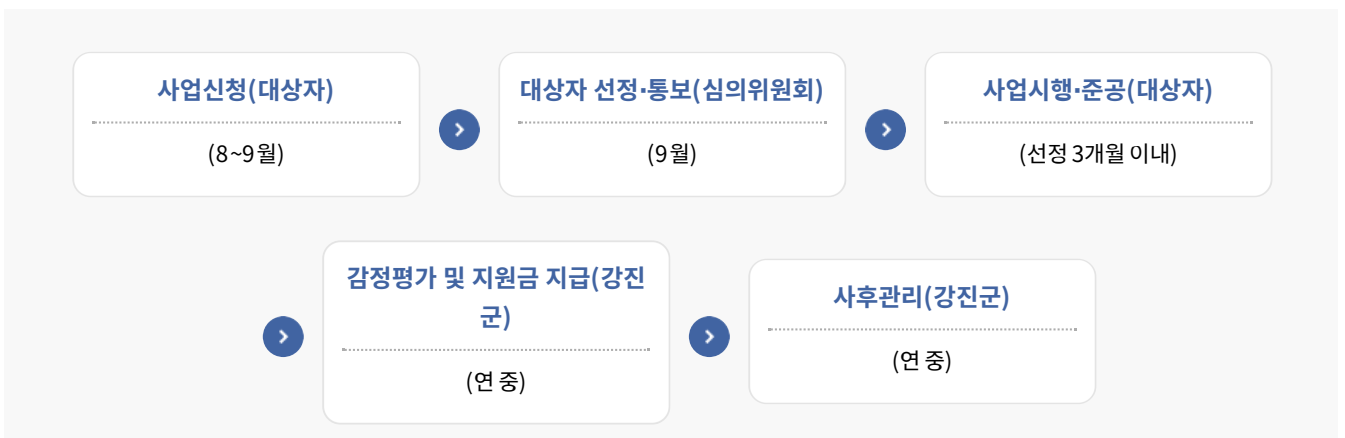 사업신청(대상자)
(8~9월)
대상자 선정·통보(심의위원회)
(9월)
사업시행·준공(대상자)
(선정 3개월 이내)
감정평가 및 지원금 지급(강진
군)
(연 중)
사후관리(강진군)
(연 중)